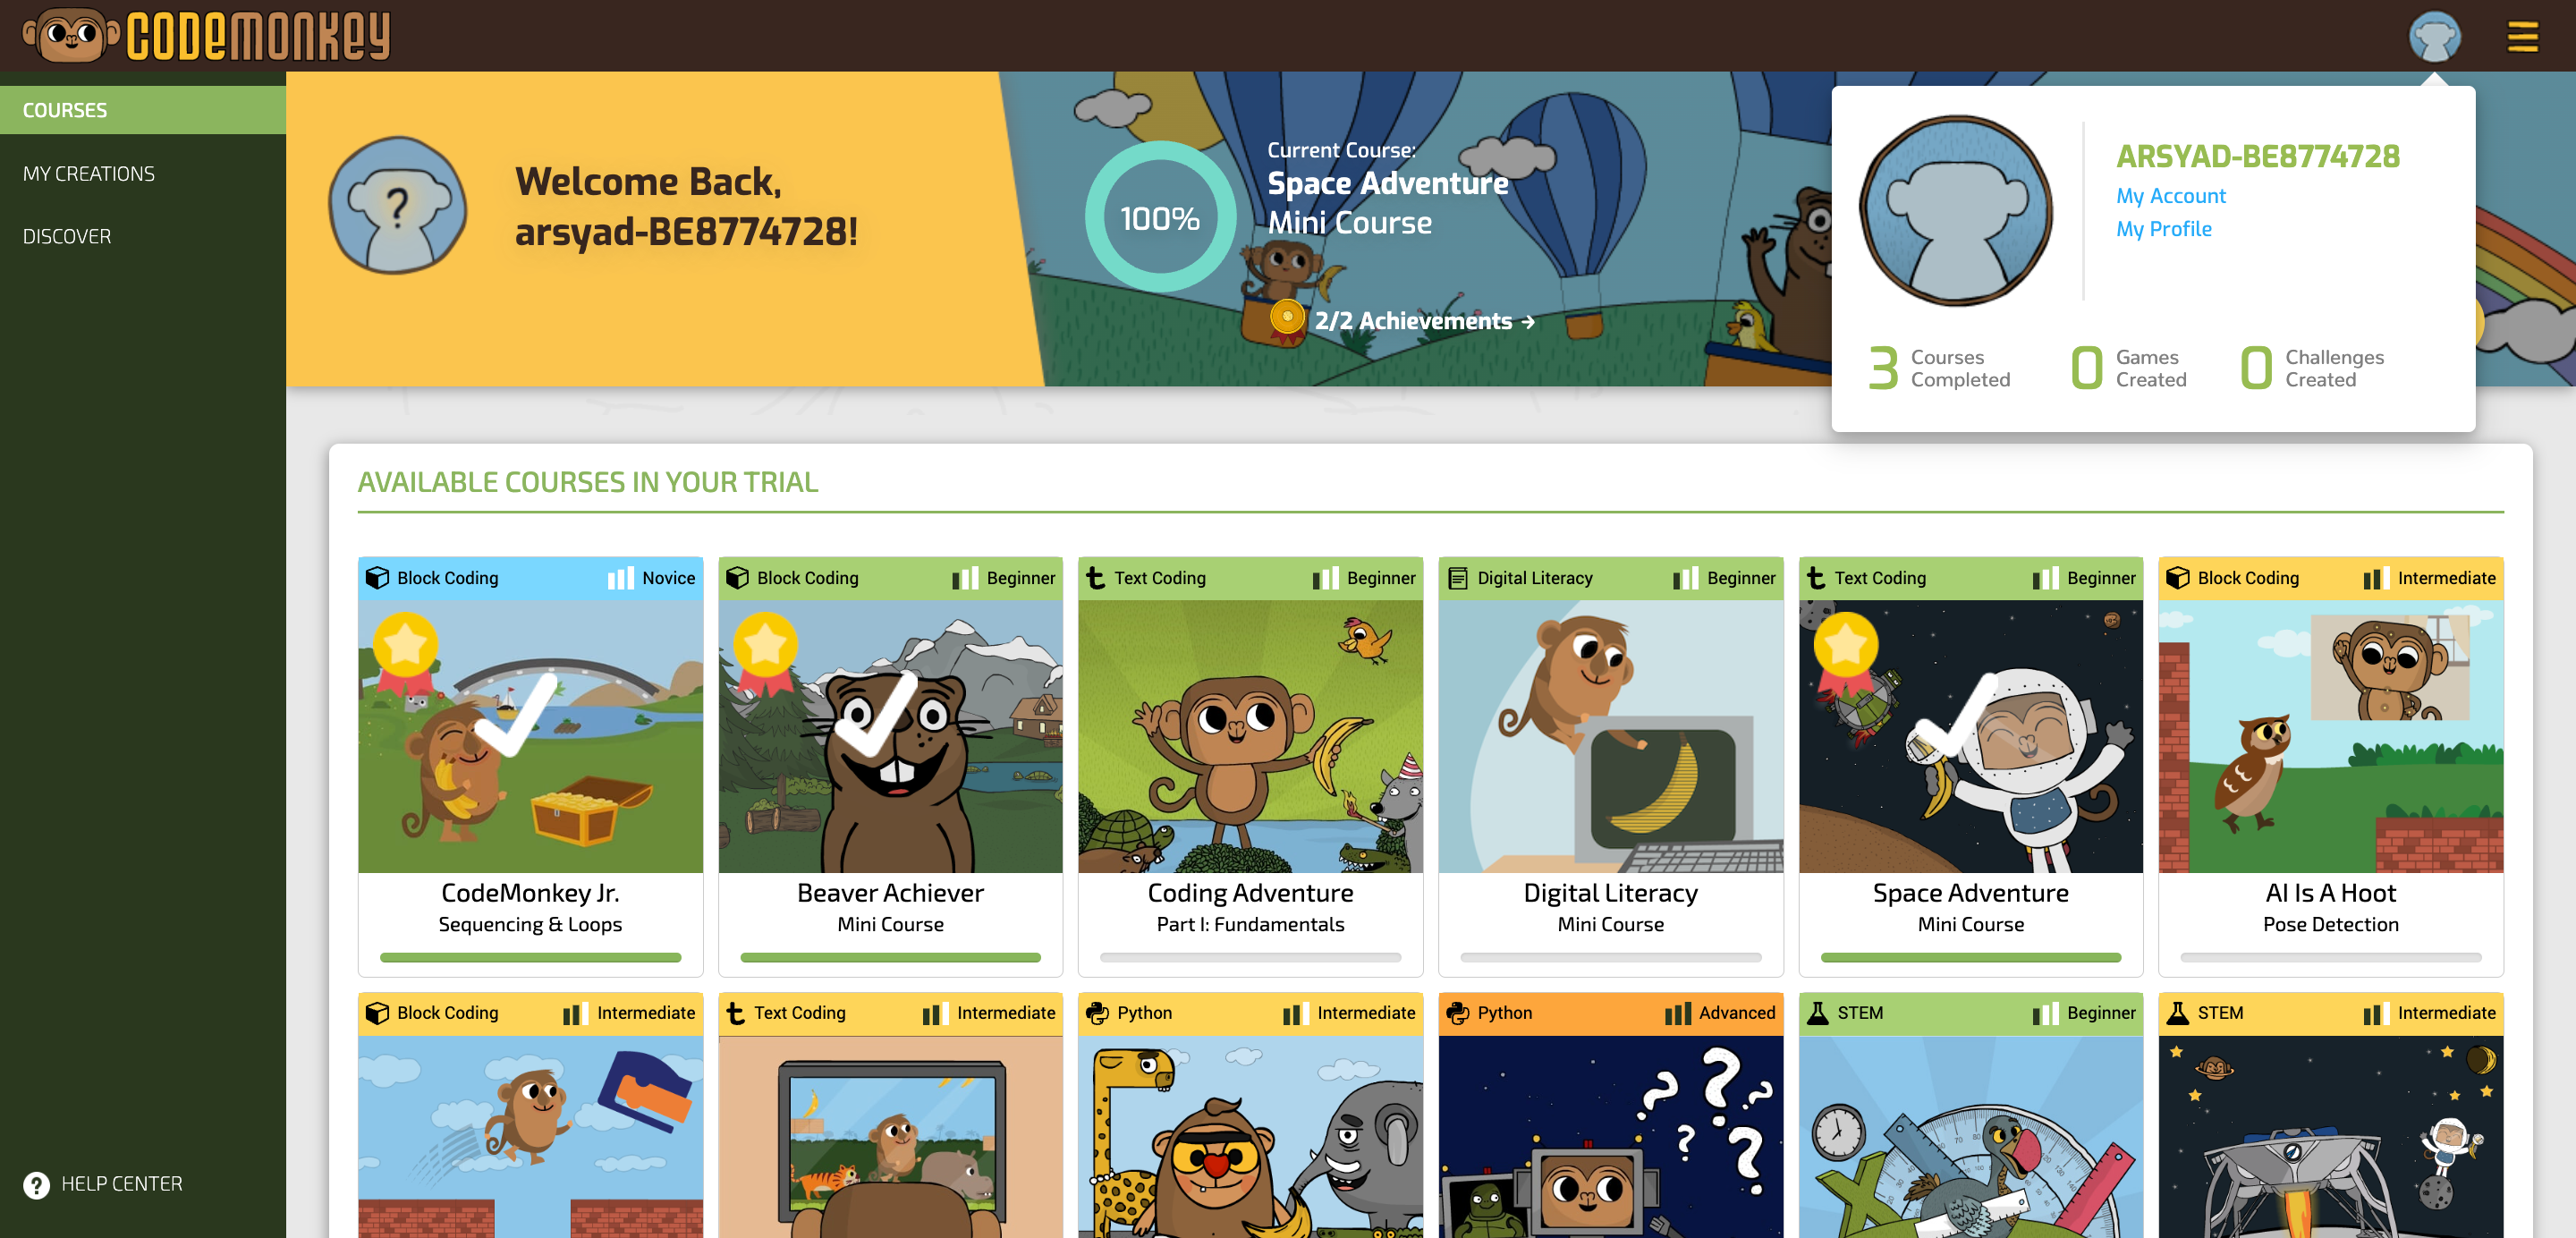 CODEMONKEY
COURSES
MY CREATIONS
DISCOVER
HELP CENTER
?
Welcome Back,
arsyad-BE8774728!
100%
Current Course:
Space Adventure
Mini Course
2/2 Achievements →
ARSYAD-BE8774728
My Account
My Profile
3 Courses Completed
0 Games Created
0 Challenges Created
AVAILABLE COURSES IN YOUR TRIAL
Block Coding Novice
CodeMonkey Jr.
Sequencing & Loops
Block Coding Beginner
Beaver Achiever
Mini Course
Text Coding Beginner
Coding Adventure
Part I: Fundamentals
Digital Literacy Beginner
Digital Literacy
Mini Course
Text Coding Beginner
Space Adventure
Mini Course
Block Coding Intermediate
AI Is A Hoot
Pose Detection
Block Coding Intermediate
Text Coding Intermediate
Python Intermediate
Python Advanced
? ? ? ? ?
STEM Beginner
STEM Intermediate